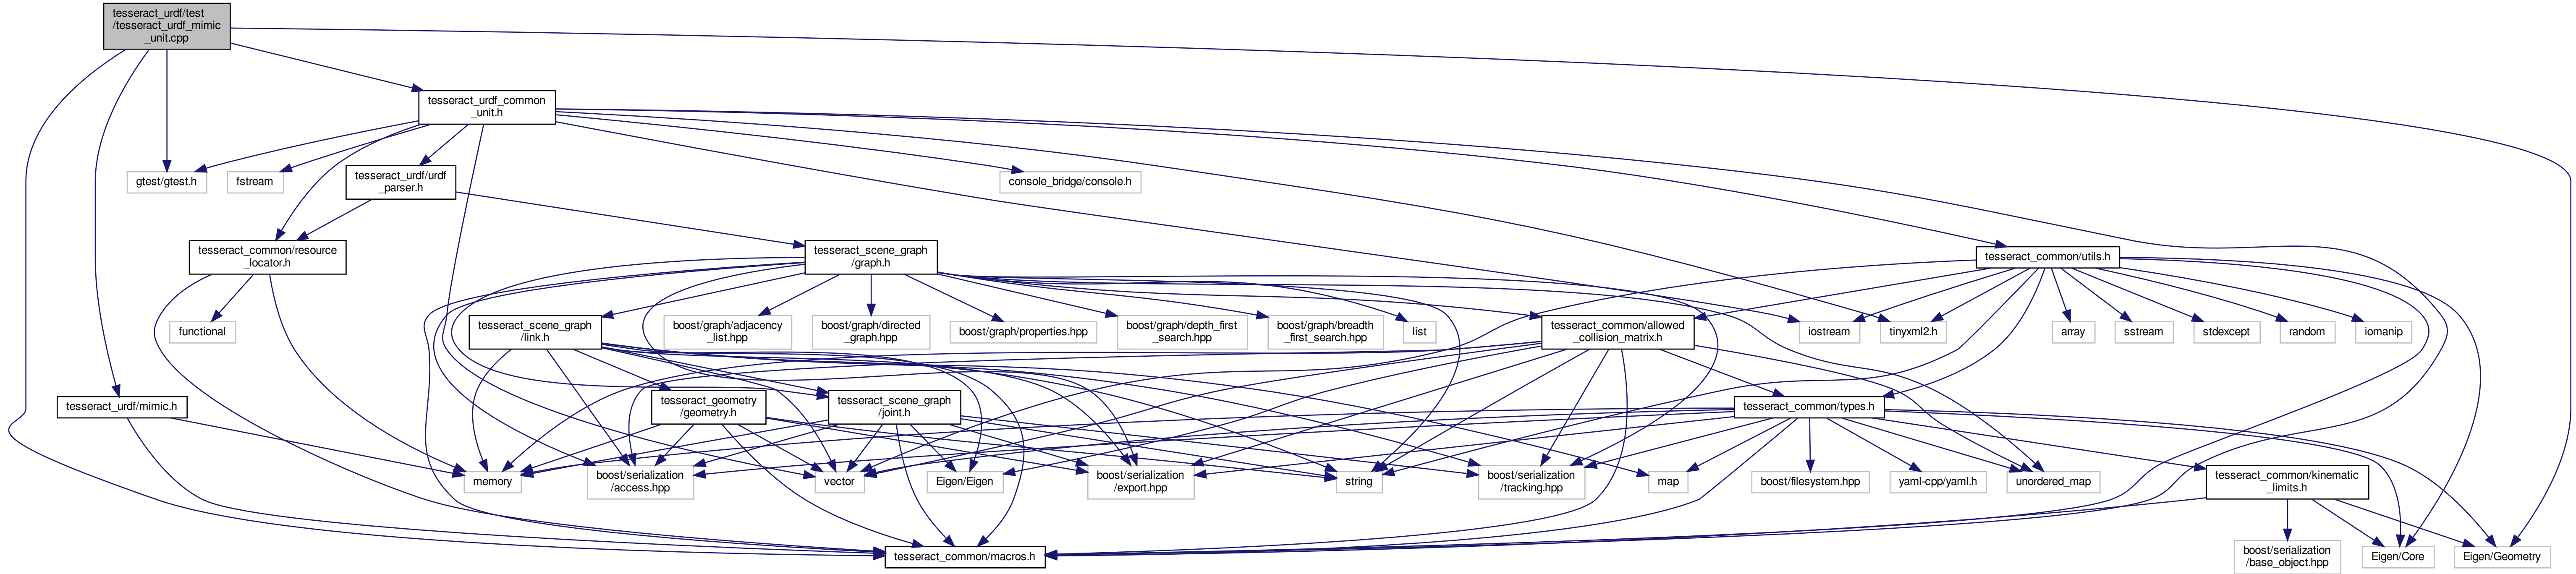 tesseract_urdf/test
/tesseract_urdf_mimic
_unit.cpp
tesseract_urdf_common
_unit.h
gtest/gtest.h
fstream
tesseract_urdf/urdf
_parser.h
console_bridge/console.h
tesseract_common/resource
_locator.h
tesseract_scene_graph
/graph.h
tesseract_common/utils.h
functional
tesseract_scene_graph
/link.h
boost/graph/adjacency
_list.hpp
boost/graph/directed
_graph.hpp
boost/graph/properties.hpp
boost/graph/depth_first
_search.hpp
boost/graph/breadth
_first_search.hpp
list
tesseract_common/allowed
_collision_matrix.h
iostream
tinyxml2.h
array
sstream
stdexcept
random
iomanip
tesseract_urdf/mimic.h
tesseract_geometry
/geometry.h
tesseract_scene_graph
/joint.h
tesseract_common/types.h
memory
boost/serialization
/access.hpp
vector
Eigen/Eigen
boost/serialization
/export.hpp
string
boost/serialization
/tracking.hpp
map
boost/filesystem.hpp
yaml-cpp/yaml.h
unordered_map
tesseract_common/kinematic
_limits.h
tesseract_common/macros.h
boost/serialization
/base_object.hpp
Eigen/Core
Eigen/Geometry